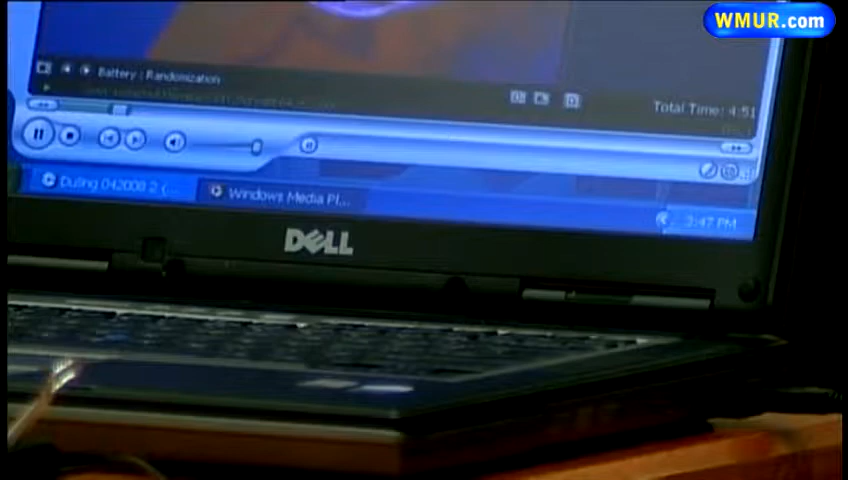 WMUR.com
Battery : Randomization
Total Time: 4:51
Windows Media Pl...
3:47 PM
DELL